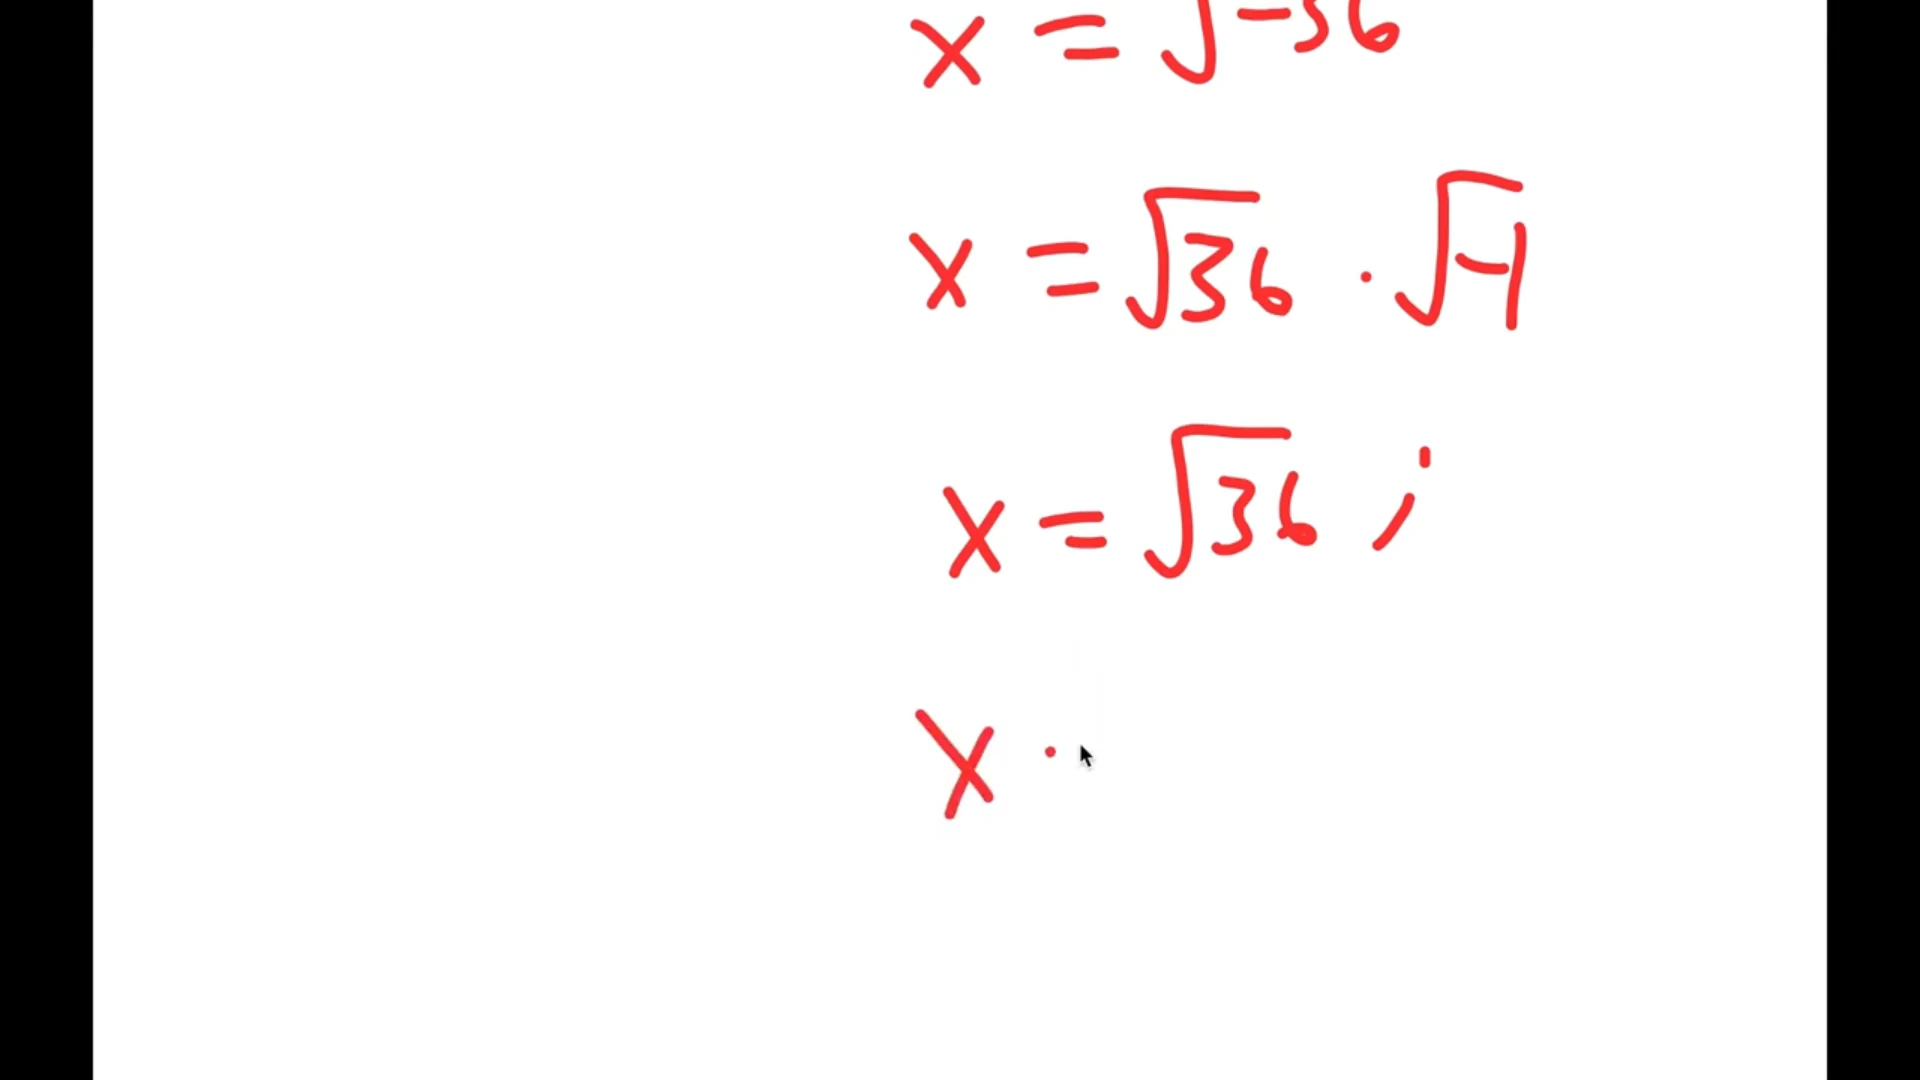 x = √-36
x = √36 · √-1
x = √36 i
x ·